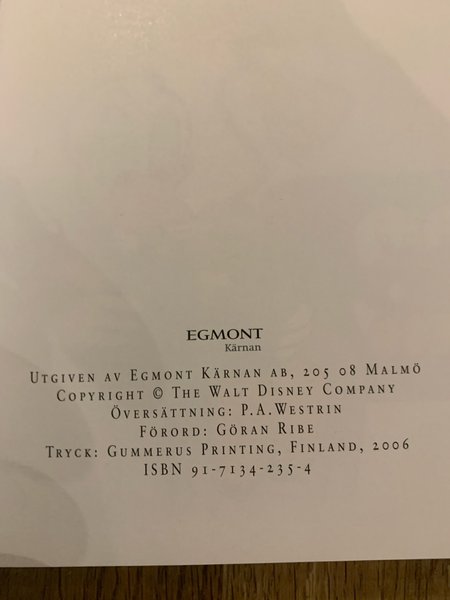 EGMONT
Kärnan
Utgiven av Egmont Kärnan AB, 205 08 Malmö
Copyright © The Walt Disney Company
Översättning: P.A.Westrin
Förord: Göran Ribe
Tryck: Gummerus Printing, Finland, 2006
ISBN 91-7134-235-4